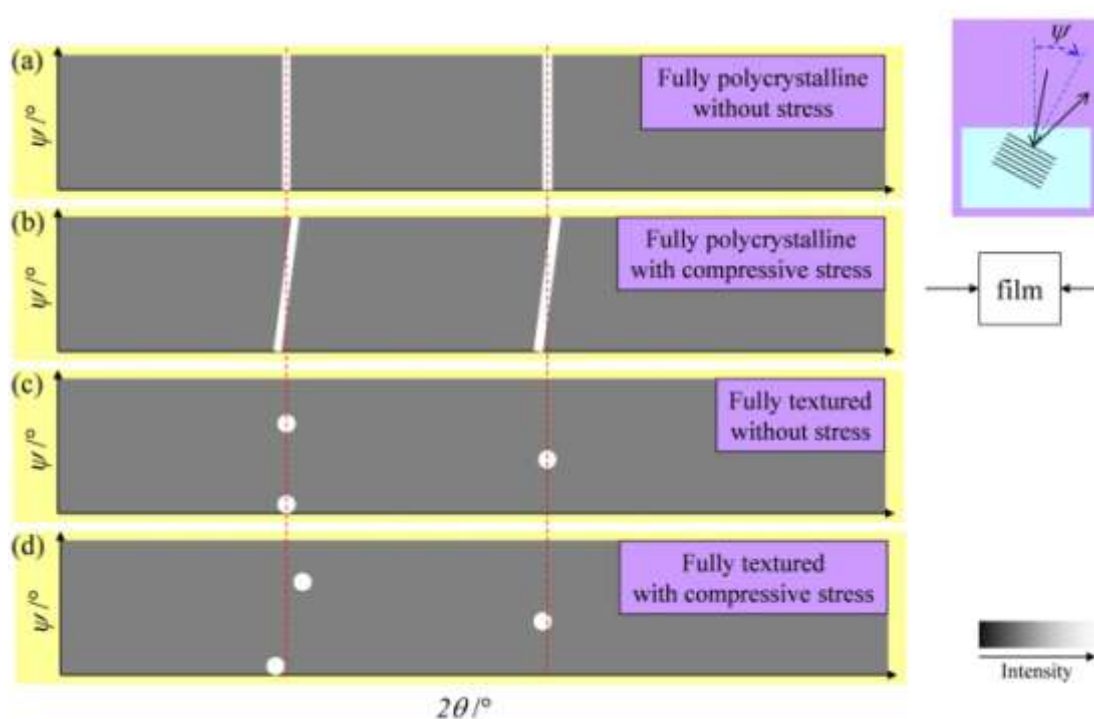 (a)
ψ /°
Fully polycrystalline
without stress
ψ
(b)
ψ /°
Fully polycrystalline
with compressive stress
film
(c)
ψ /°
Fully textured
without stress
(d)
ψ /°
Fully textured
with compressive stress
Intensity
2θ /°